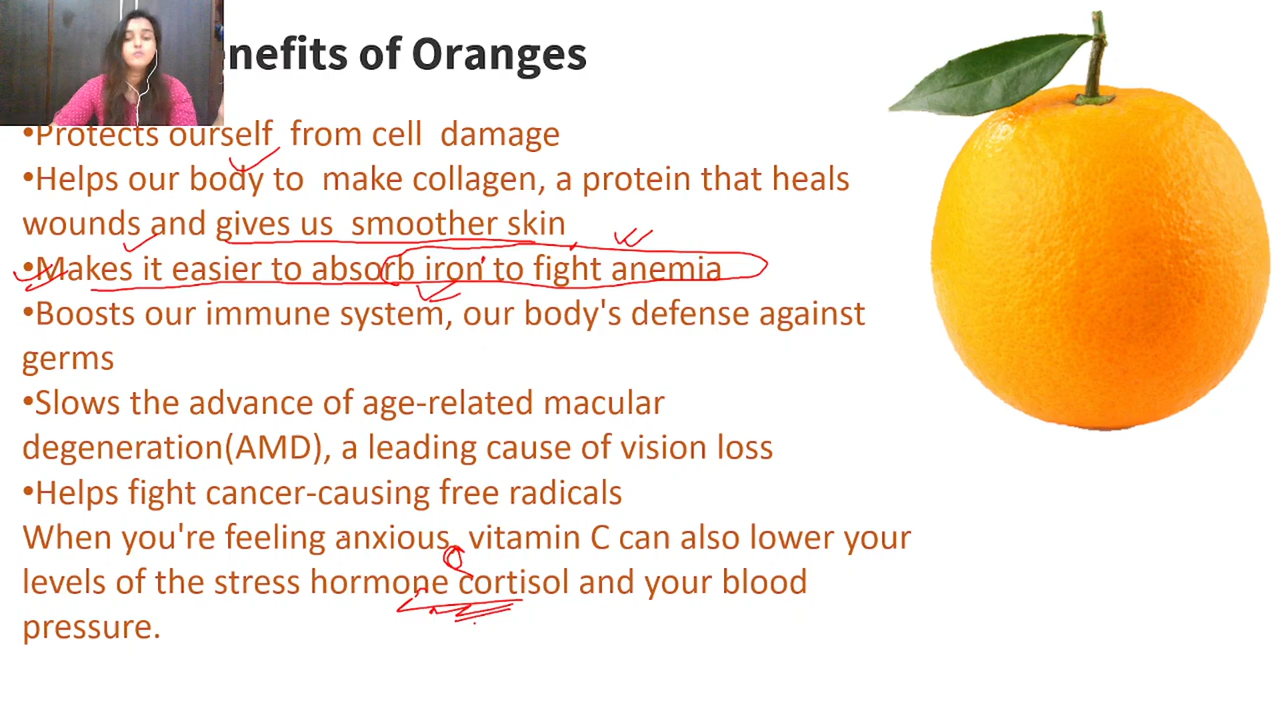 enefits of Oranges
•Protects ourself from cell damage
•Helps our body to make collagen, a protein that heals
wounds and gives us smoother skin
•Makes it easier to absorb iron to fight anemia
•Boosts our immune system, our body's defense against
germs
•Slows the advance of age-related macular
degeneration(AMD), a leading cause of vision loss
•Helps fight cancer-causing free radicals
When you're feeling anxious, vitamin C can also lower your
levels of the stress hormone cortisol and your blood
pressure.